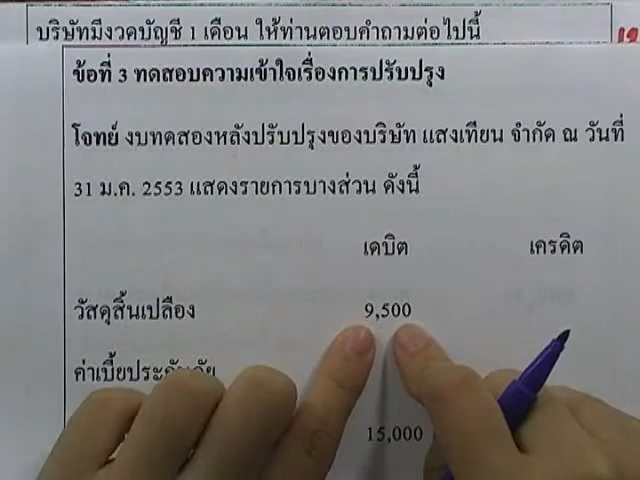 บริษัทมีงวดบัญชี 1 เดือน ให้ท่านตอบคำถามต่อไปนี้
ข้อที่ 3 ทดสอบความเข้าใจเรื่องการปรับปรุง
โจทย์ งบทดสองหลังปรับปรุงของบริษัท แสงเทียน จำกัด ณ วันที่
31 ม.ค. 2553 แสดงรายการบางส่วน ดังนี้
เดบิต เครดิต
วัสดุสิ้นเปลือง 9,500
ค่าเบี้ยประกันภัย
15,000